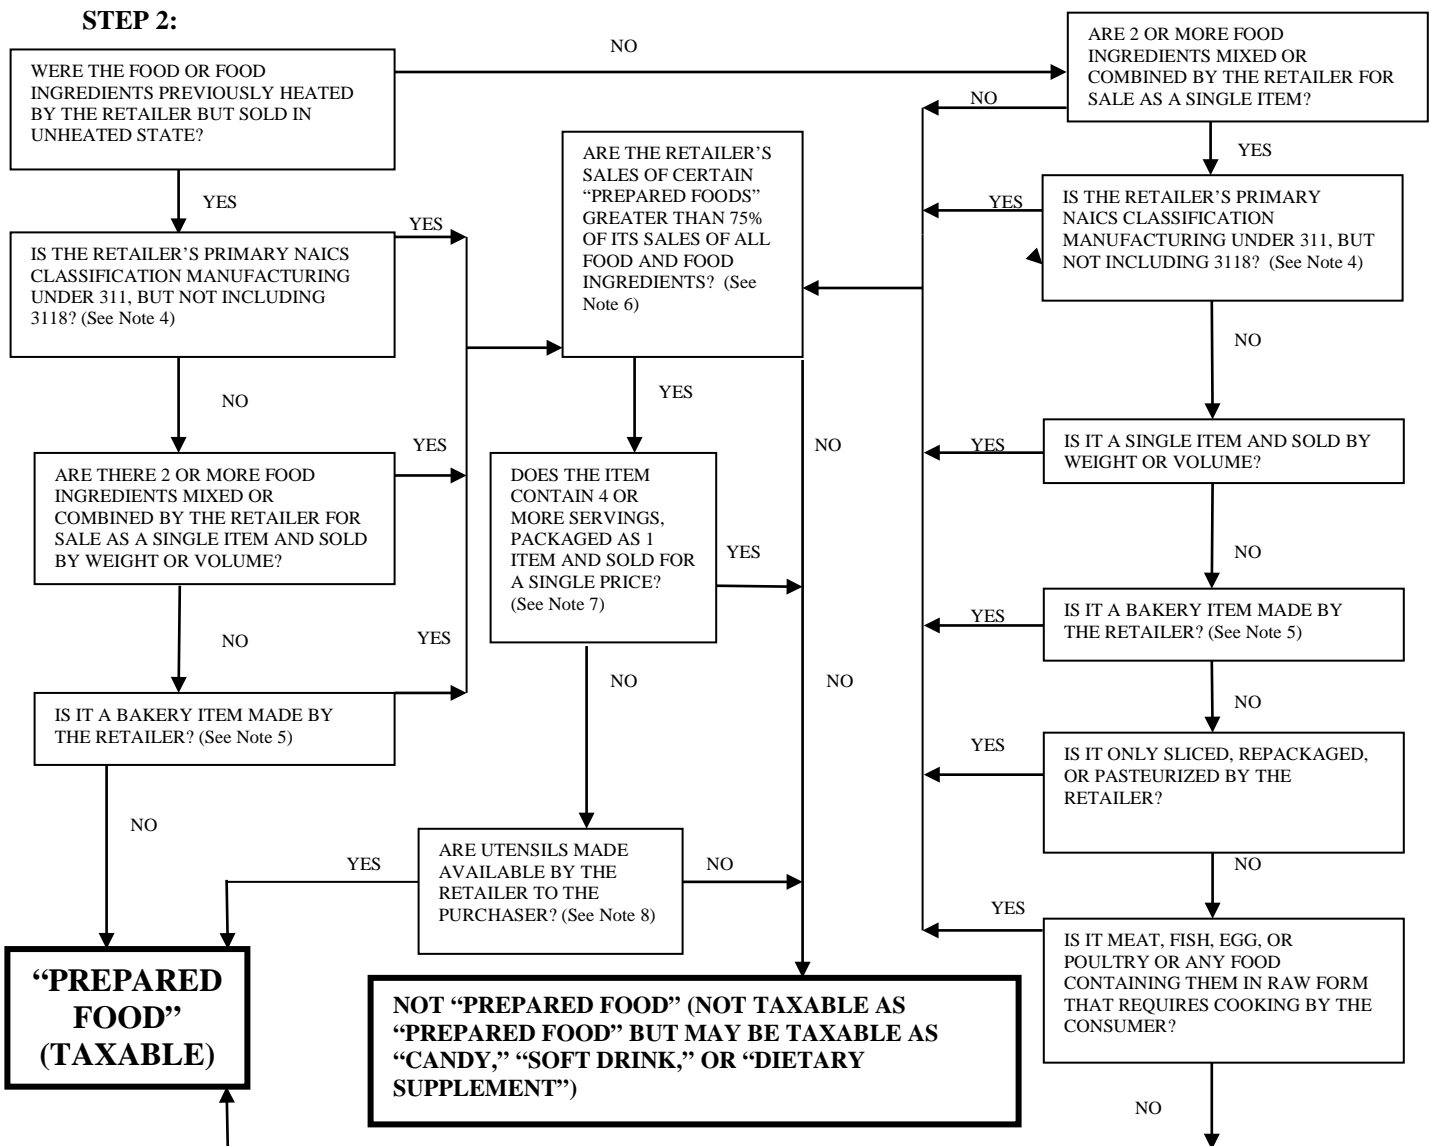 STEP 2:
WERE THE FOOD OR FOOD
INGREDIENTS PREVIOUSLY HEATED
BY THE RETAILER BUT SOLD IN
UNHEATED STATE?
NO
ARE 2 OR MORE FOOD
INGREDIENTS MIXED OR
COMBINED BY THE RETAILER FOR
SALE AS A SINGLE ITEM?
NO
YES
YES
IS THE RETAILER'S PRIMARY
NAICS CLASSIFICATION
MANUFACTURING UNDER 311, BUT
NOT INCLUDING 3118?  (See Note 4)
YES
NO
IS IT A SINGLE ITEM AND SOLD BY
WEIGHT OR VOLUME?
YES
NO
IS IT A BAKERY ITEM MADE BY
THE RETAILER? (See Note 5)
YES
NO
IS IT ONLY SLICED, REPACKAGED,
OR PASTEURIZED BY THE
RETAILER?
YES
NO
IS IT MEAT, FISH, EGG, OR
POULTRY OR ANY FOOD
CONTAINING THEM IN RAW FORM
THAT REQUIRES COOKING BY THE
CONSUMER?
YES
NO
IS THE RETAILER'S PRIMARY NAICS
CLASSIFICATION MANUFACTURING
UNDER 311, BUT NOT INCLUDING
3118? (See Note 4)
YES
NO
ARE THERE 2 OR MORE FOOD
INGREDIENTS MIXED OR
COMBINED BY THE RETAILER FOR
SALE AS A SINGLE ITEM AND SOLD
BY WEIGHT OR VOLUME?
YES
NO
IS IT A BAKERY ITEM MADE BY
THE RETAILER? (See Note 5)
YES
NO
ARE THE RETAILER'S
SALES OF CERTAIN
“PREPARED FOODS”
GREATER THAN 75%
OF ITS SALES OF ALL
FOOD AND FOOD
INGREDIENTS?  (See
Note 6)
YES
NO
DOES THE ITEM
CONTAIN 4 OR
MORE SERVINGS,
PACKAGED AS 1
ITEM AND SOLD FOR
A SINGLE PRICE?
(See Note 7)
YES
NO
NO
ARE UTENSILS MADE
AVAILABLE BY THE
RETAILER TO THE
PURCHASER? (See Note 8)
YES
NO
“PREPARED
FOOD”
(TAXABLE)
NOT “PREPARED FOOD” (NOT TAXABLE AS
“PREPARED FOOD” BUT MAY BE TAXABLE AS
“CANDY,” “SOFT DRINK,” OR “DIETARY
SUPPLEMENT”)